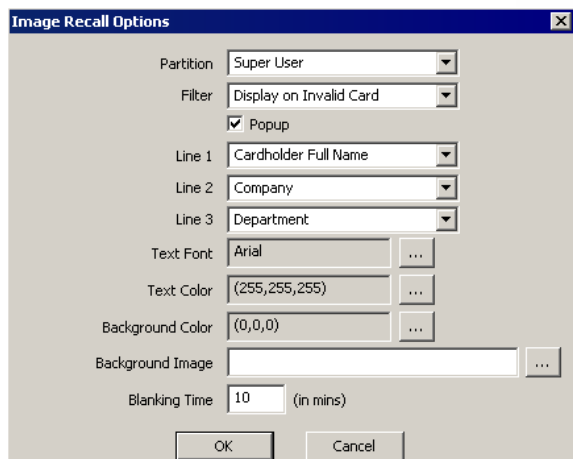 Image Recall Options
Partition Super User
Filter Display on Invalid Card
Popup
Line 1 Cardholder Full Name
Line 2 Company
Line 3 Department
Text Font Arial ...
Text Color (255,255,255) ...
Background Color (0,0,0) ...
Background Image ...
Blanking Time 10 (in mins)
OK Cancel